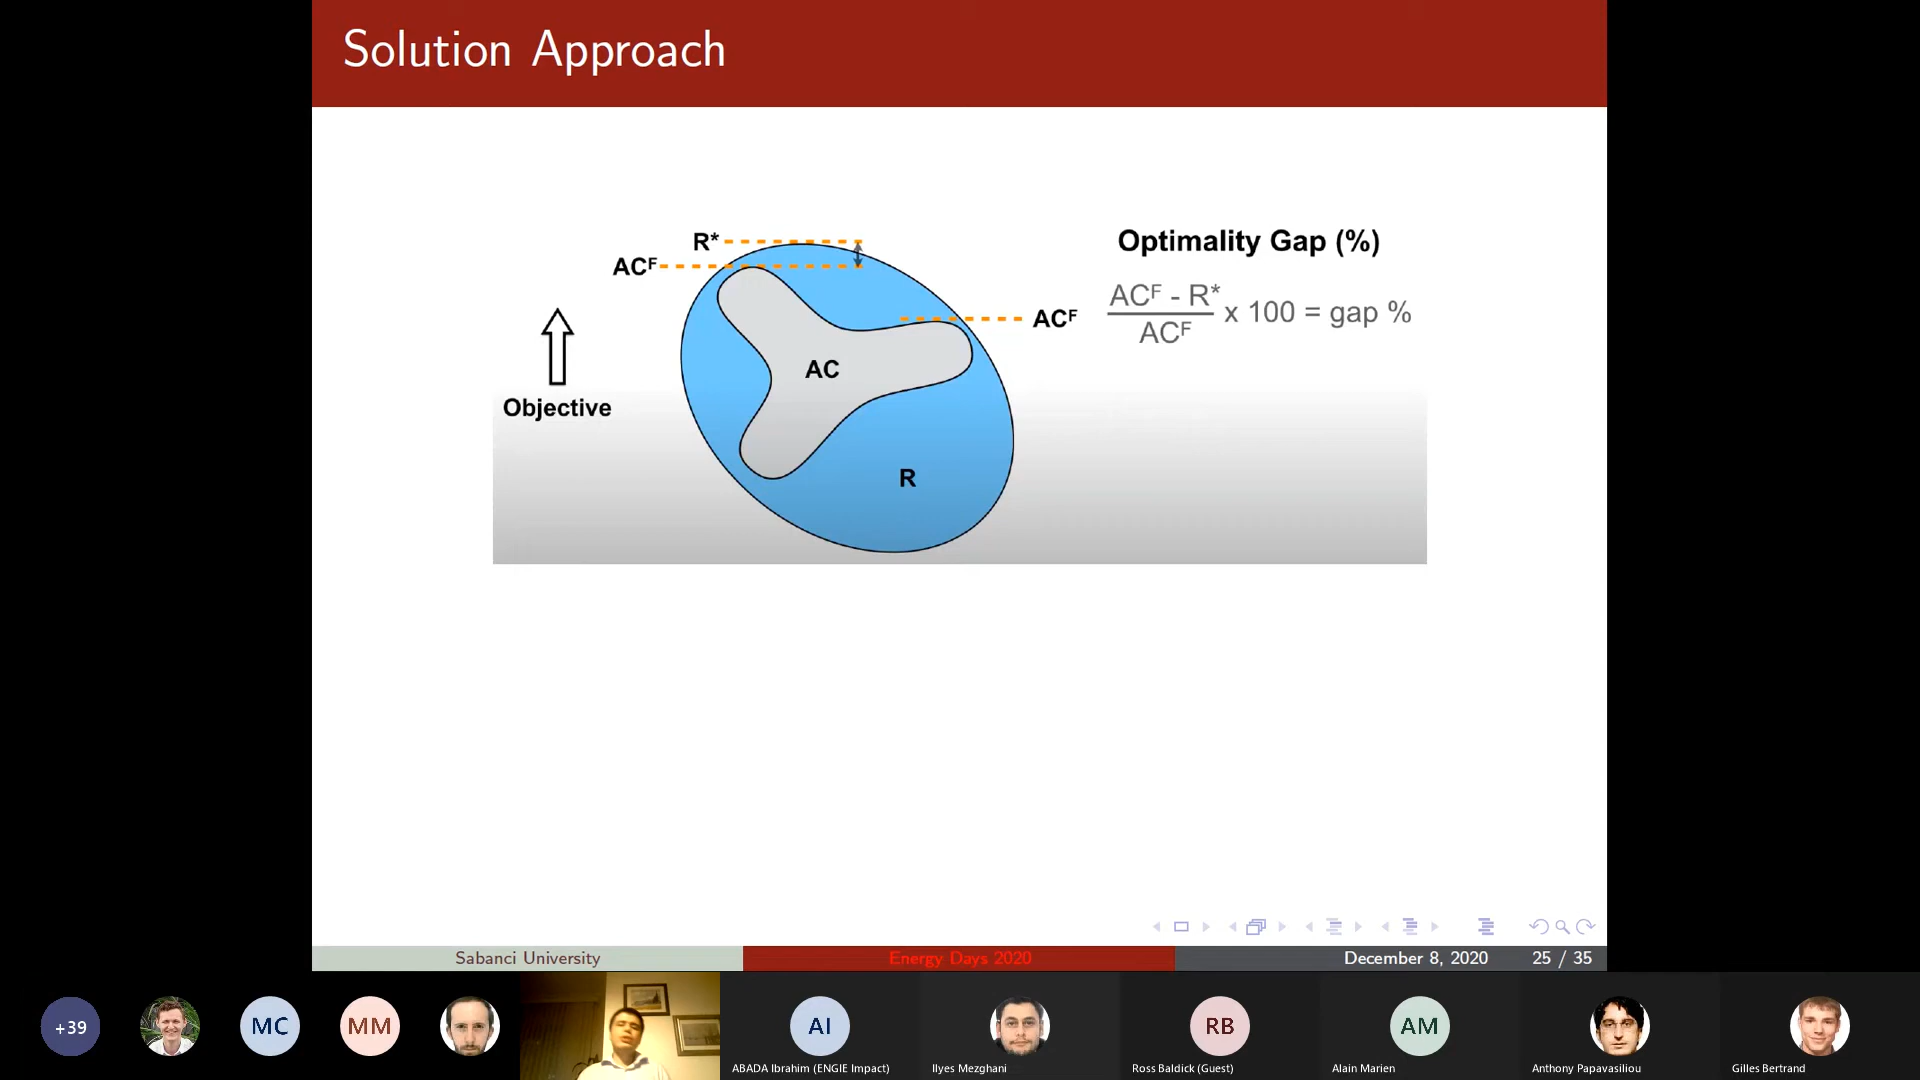 Solution Approach
R*
ACF
ACF
Optimality Gap (%)
ACF - R*
ACF
x 100 = gap %
AC
Objective
R
Sabanci University
Energy Days 2020
December 8, 2020
25 / 35
+39
MC
MM
AI
RB
AM
ABADA Ibrahim (ENGIE Impact)
Ilyes Mezghani
Ross Baldick (Guest)
Alain Marien
Anthony Papavasiliou
Gilles Bertrand